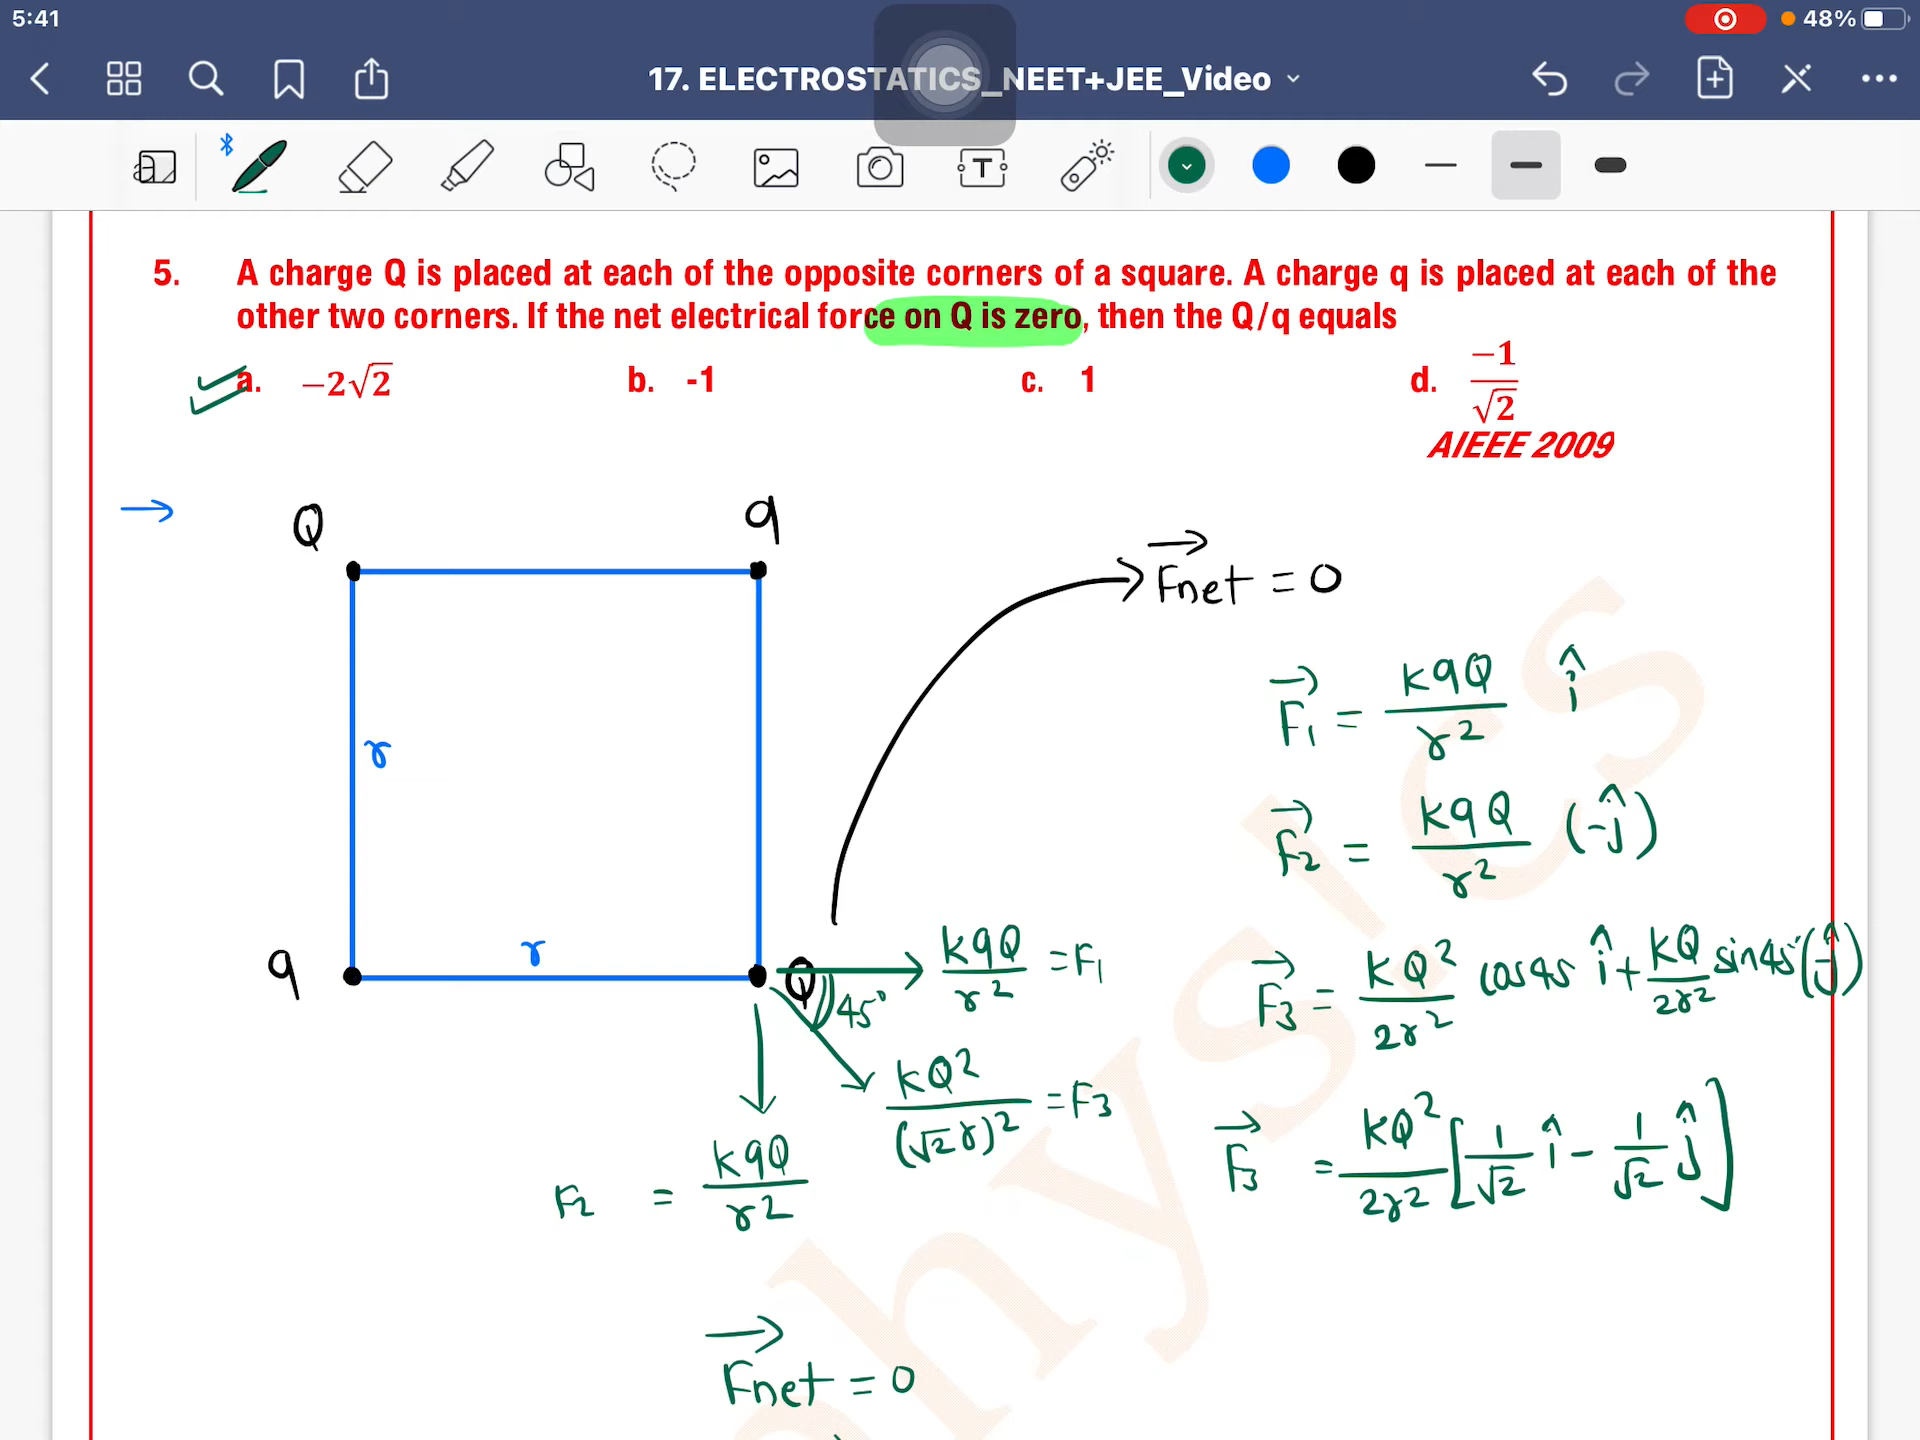 5:41
48%
17. ELECTROSTATICS_NEET+JEE_Video
5. A charge Q is placed at each of the opposite corners of a square. A charge q is placed at each of the
other two corners. If the net electrical force on Q is zero, then the Q/q equals
a. −2√2 b. -1 c. 1 d. −1/√2
AIEEE 2009
→ Q q
F⃗net = 0
F⃗1 = kqQ/r² î
r
F⃗2 = kqQ/r² (-ĵ)
q r Q kqQ/r² = F1
45°
F⃗3 = kQ²/2r² cos45 î + kQ/2r² sin45° (-ĵ)
kQ²/(√2r)² = F3
F⃗3 = kQ²/2r² [1/√2 î - 1/√2 ĵ]
F2 = kqQ/r²
F⃗net = 0
hys!cs